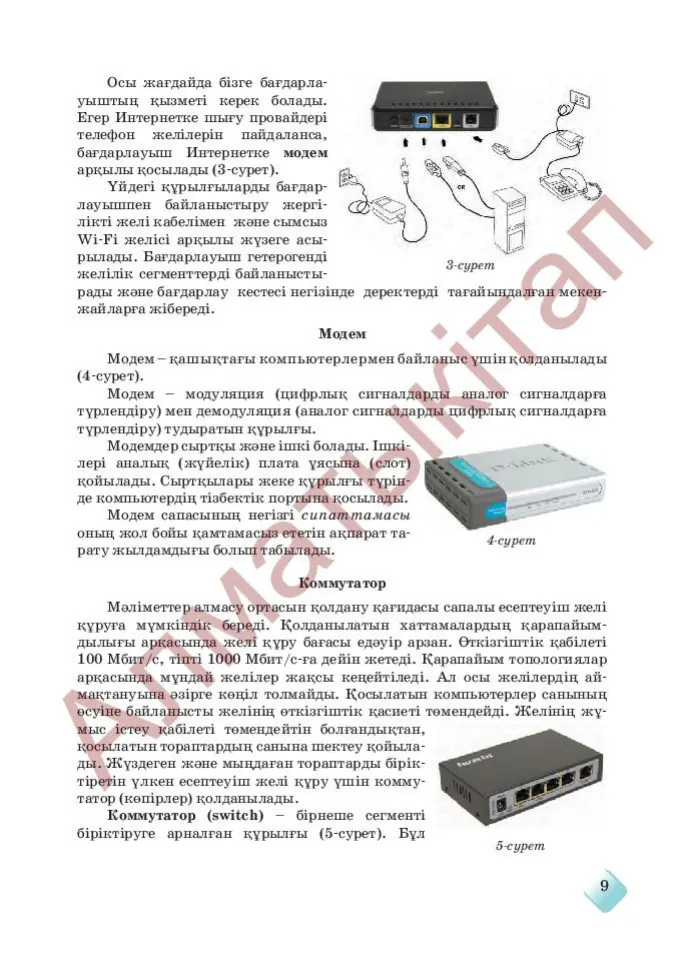 Осы жағдайда бізге бағдарла-
уыштың қызметі керек болады.
Егер Интернетке шығу провайдері
телефон желілерін пайдаланса,
бағдарлауыш Интернетке модем
арқылы қосылады (3-сурет).
Үйдегі құрылғыларды бағдар-
лауышпен байланыстыру жергі-
лікті желі кабелімен және сымсыз
Wi-Fi желісі арқылы жүзеге асы-
рылады. Бағдарлауыш гетерогенді
желілік сегменттерді байланысты-
OR
3-сурет
рады және бағдарлау кестесі негізінде деректерді тағайындалған мекен-
жайларға жібереді.
Модем
Модем – қашықтағы компьютерлермен байланыс үшін қолданылады
(4-сурет).
Модем – модуляция (цифрлық сигналдарды аналог сигналдарға
түрлендіру) мен демодуляция (аналог сигналдарды цифрлық сигналдарға
түрлендіру) тудыратын құрылғы.
Модемдер сыртқы және ішкі болады. Ішкі-
лері аналық (жүйелік) плата ұясына (слот)
қойылады. Сыртқылары жеке құрылғы түрін-
де компьютердің тізбектік портына қосылады.
Модем сапасының негізгі сипаттамасы
оның жол бойы қамтамасыз ететін ақпарат та-
рату жылдамдығы болып табылады.
4-сурет
Коммутатор
Мәліметтер алмасу ортасын қолдану қағидасы сапалы есептеуіш желі
құруға мүмкіндік береді. Қолданылатын хаттамалардың қарапайым-
дылығы арқасында желі құру бағасы едәуір арзан. Өткізгіштік қабілеті
100 Мбит/с, тіпті 1000 Мбит/с-ға дейін жетеді. Қарапайым топологиялар
арқасында мұндай желілер жақсы кеңейтіледі. Ал осы желілердің ай-
мақтануына әзірге көңіл толмайды. Қосылатын компьютерлер санының
өсуіне байланысты желінің өткізгіштік қасиеті төмендейді. Желінің жұ-
мыс істеу қабілеті төмендейтін болғандықтан,
қосылатын тораптардың санына шектеу қойыла-
ды. Жүздеген және мыңдаған тораптарды бірік-
тіретін үлкен есептеуіш желі құру үшін комму-
татор (көпірлер) қолданылады.
Коммутатор (switch) – бірнеше сегменті
біріктіруге арналған құрылғы (5-сурет). Бұл
5-сурет
9
Алматыкітап